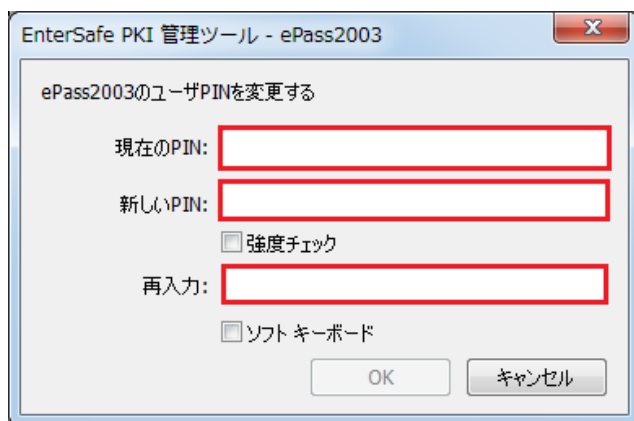 EnterSafe PKI 管理ツール - ePass2003
ePass2003のユーザPINを変更する
現在のPIN:
新しいPIN:
強度チェック
再入力:
ソフト キーボード
OK キャンセル